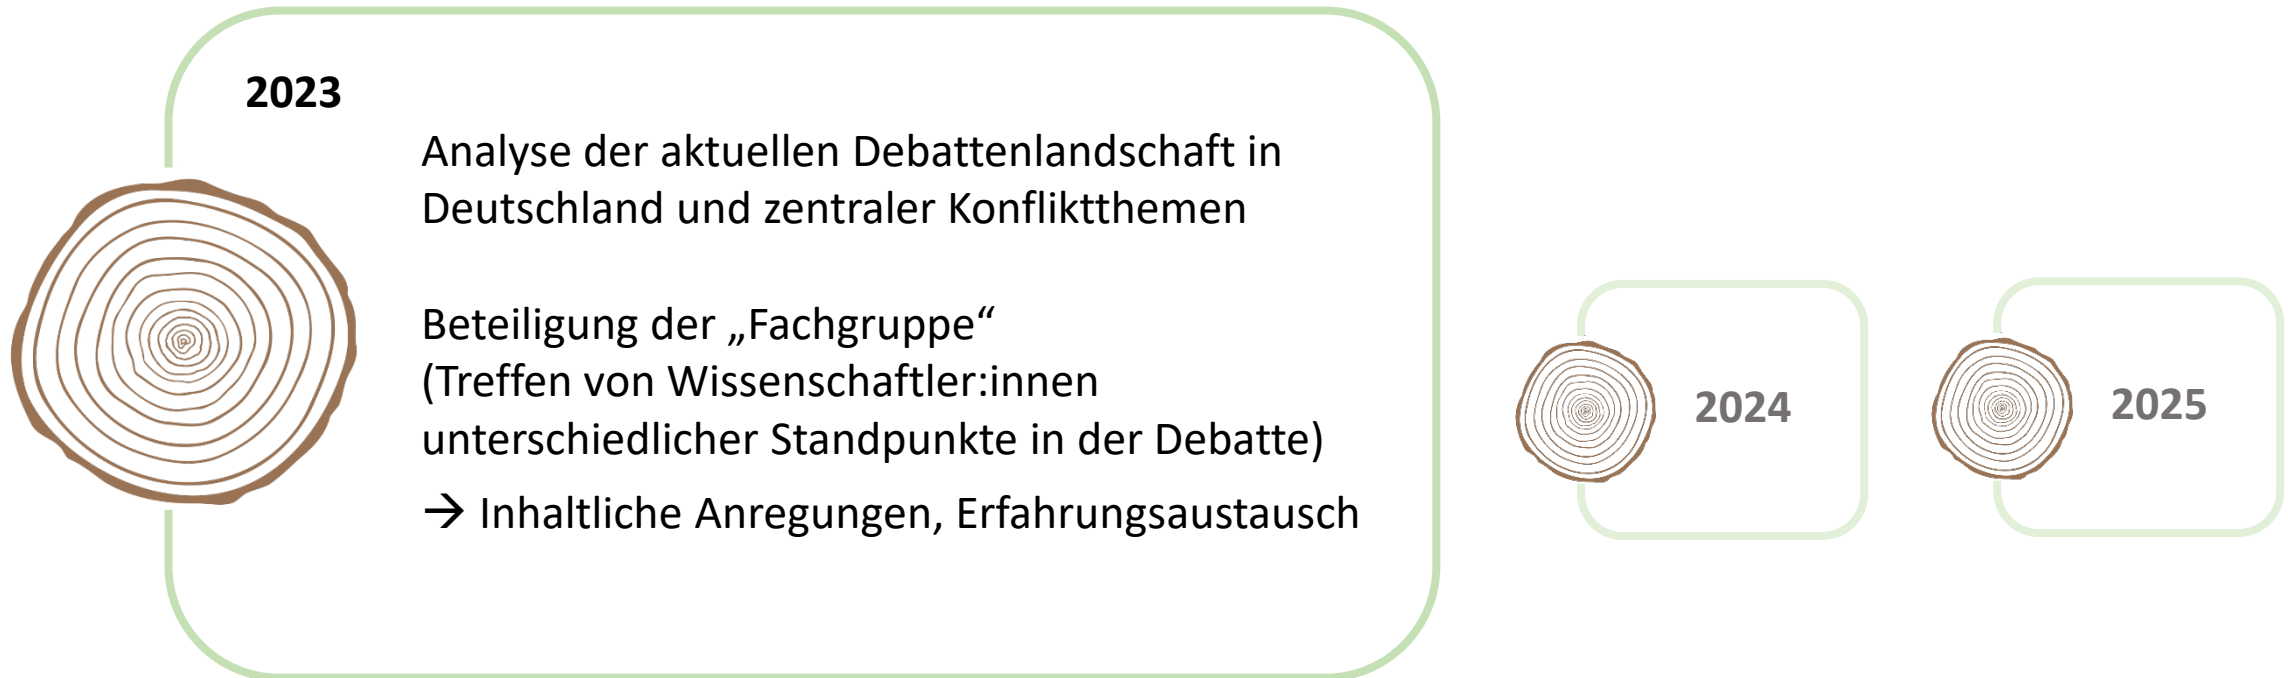 2023
Analyse der aktuellen Debattenlandschaft in
Deutschland und zentraler Konfliktthemen
Beteiligung der „Fachgruppe“
(Treffen von Wissenschaftler:innen
unterschiedlicher Standpunkte in der Debatte)
→ Inhaltliche Anregungen, Erfahrungsaustausch
2024
2025